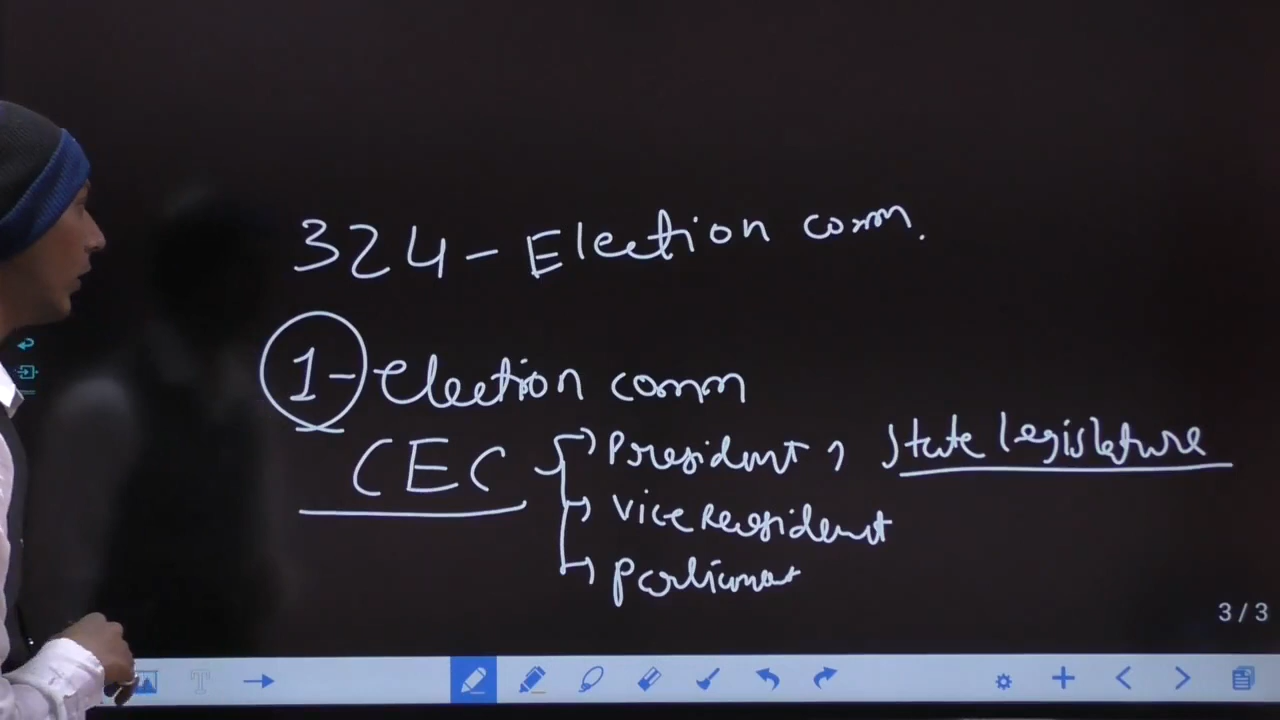 324 - Election comm.
1 - Election comm
CEC → President, State legislature
→ Vice President
→ Parliament
3 / 3